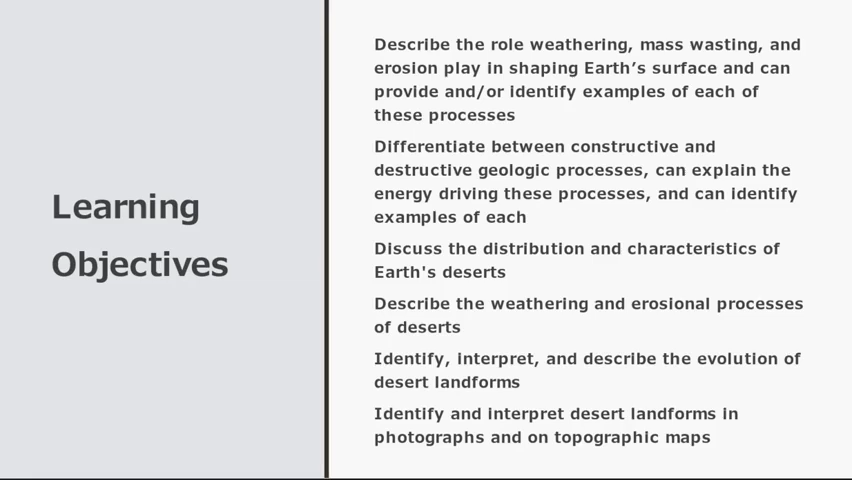 Learning
Objectives
Describe the role weathering, mass wasting, and
erosion play in shaping Earth’s surface and can
provide and/or identify examples of each of
these processes
Differentiate between constructive and
destructive geologic processes, can explain the
energy driving these processes, and can identify
examples of each
Discuss the distribution and characteristics of
Earth's deserts
Describe the weathering and erosional processes
of deserts
Identify, interpret, and describe the evolution of
desert landforms
Identify and interpret desert landforms in
photographs and on topographic maps